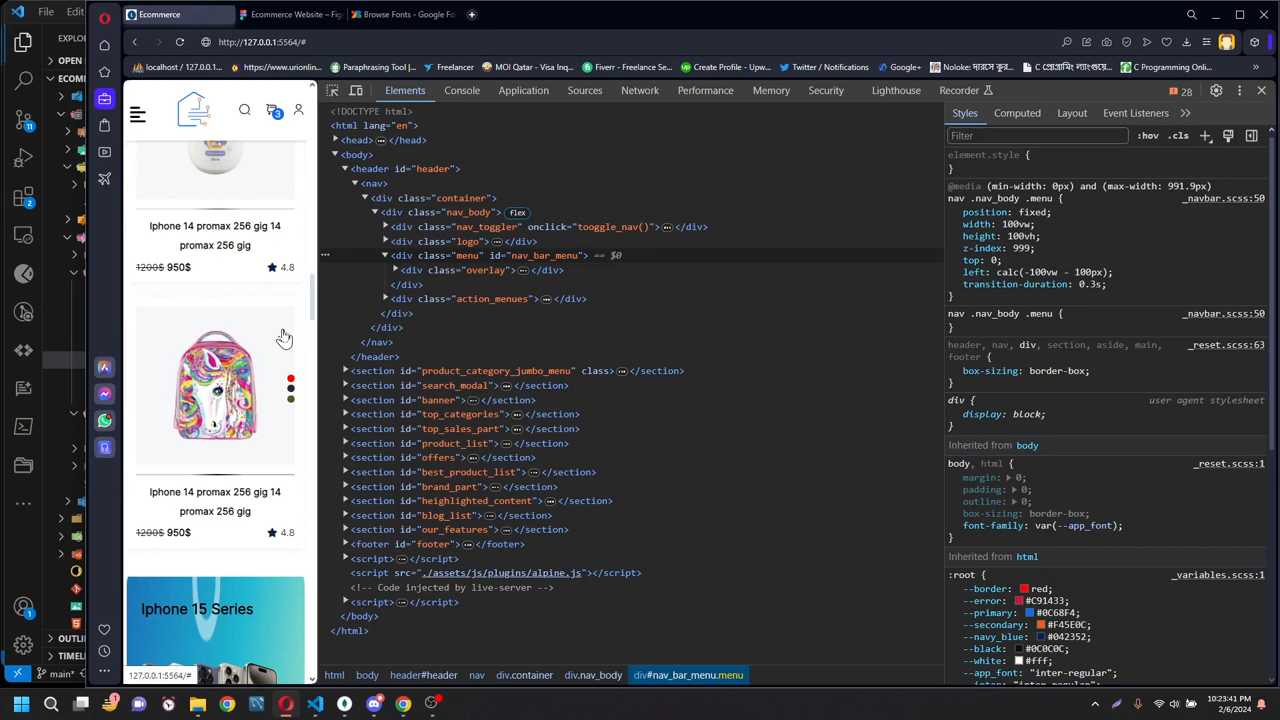 File
Edit
Ecommerce
Ecommerce Website – Fig
Browse Fonts - Google Fo
http://127.0.0.1:5564/#
localhost / 127.0.0....
https://www.urionlin...
Paraphrasing Tool |...
Freelancer
MOI Qatar - Visa Inq...
Fiverr - Freelance Se...
Create Profile - Upw...
Twitter / Notifications
Google+
C Programing Onli...
EXPLOR
OPEN
ECOMM
OUTLINE
TIMELINE
main*
11
2
1
3
Iphone 14 promax 256 gig 14
promax 256 gig
1200$ 950$
4.8
Iphone 14 promax 256 gig 14
promax 256 gig
1200$ 950$
4.8
Iphone 15 Series
127.0.0.1:5564/#
Elements
Console
Application
Sources
Network
Performance
Memory
Security
Lighthouse
Recorder
28
<!DOCTYPE html>
<html lang="en">
<head> </head>
<body>
<header id="header">
<nav>
<div class="container">
<div class="nav_body"> flex
<div class="nav_toggler" onclick="tooggle_nav()"> </div>
<div class="logo"> </div>
<div class="menu" id="nav_bar_menu"> == $0
<div class="overlay"> </div>
</div>
<div class="action_menues"> </div>
</div>
</div>
</nav>
</header>
<section id="product_category_jumbo_menu" class> </section>
<section id="search_modal"> </section>
<section id="banner"> </section>
<section id="top_categories"> </section>
<section id="top_sales_part"> </section>
<section id="product_list"> </section>
<section id="offers"> </section>
<section id="best_product_list"> </section>
<section id="brand_part"> </section>
<section id="heighlighted_content"> </section>
<section id="blog_list"> </section>
<section id="our_features"> </section>
<footer id="footer"> </footer>
<script> </script>
<script src="./assets/js/plugins/alpine.js"></script>
<!-- Code injected by live-server -->
<script> </script>
</body>
</html>
html body header#header nav div.container div.nav_body div#nav_bar_menu.menu
Styles
Computed
Layout
Event Listeners
Filter
:hov .cls
element.style {
}
@media (min-width: 0px) and (max-width: 991.9px)
nav .nav_body .menu { _navbar.scss:50
position: fixed;
width: 100vw;
height: 100vh;
z-index: 999;
top: 0;
left: calc(-100vw - 100px);
transition-duration: 0.3s;
}
nav .nav_body .menu { _navbar.scss:50
}
header, nav, div, section, aside, main, _reset.scss:63
footer {
box-sizing: border-box;
}
div { user agent stylesheet
display: block;
}
Inherited from body
body, html { _reset.scss:1
margin: 0;
padding: 0;
outline: 0;
box-sizing: border-box;
font-family: var(--app_font);
}
Inherited from html
:root { _variables.scss:1
--border: red;
--error: #C91433;
--primary: #0C68F4;
--secondary: #F45E0C;
--navy_blue: #042352;
--black: #0C0C0C;
--white: #fff;
--app_font: "inter-regular";
10:23:41 PM
2/6/2024